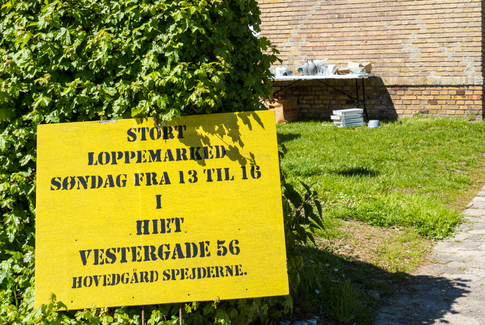 STORT
LOPPEMARKED
SØNDAG FRA 13 TIL 16
I
HIET
VESTERGADE 56
HOVEDGÅRD SPEJDERNE.